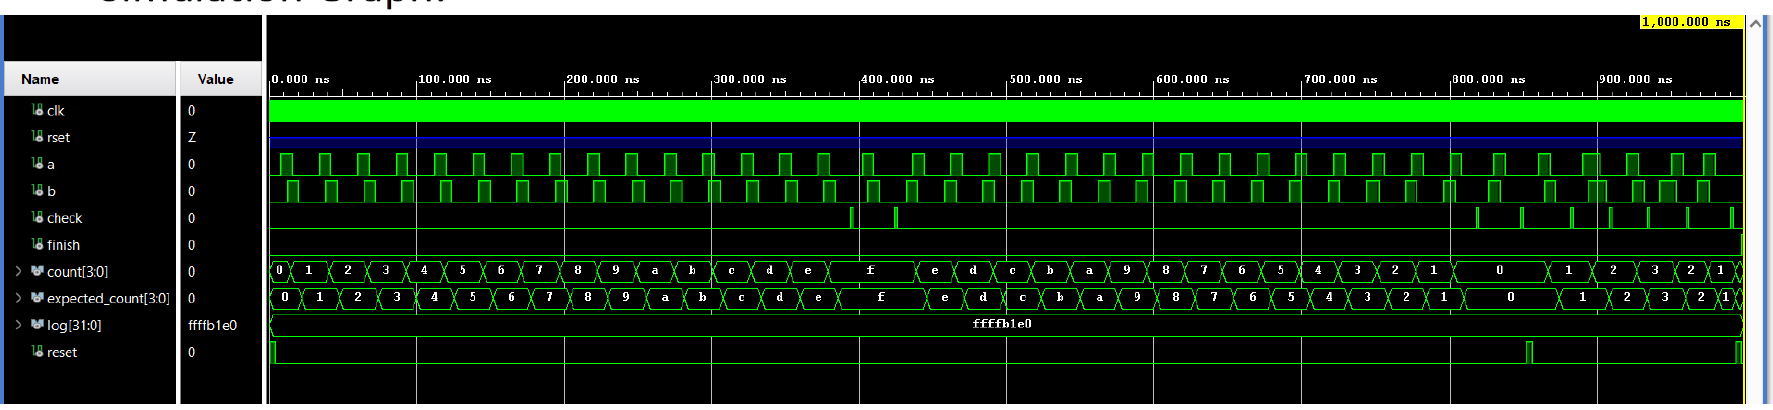 Simulation Graph:
1,000.000 ns
Name Value 0.000 ns 100.000 ns 200.000 ns 300.000 ns 400.000 ns 500.000 ns 600.000 ns 700.000 ns 800.000 ns 900.000 ns
clk 0
rset Z
a 0
b 0
check 0
finish 0
count[3:0] 0 0 1 2 3 4 5 6 7 8 9 a b c d e f e d c b a 9 8 7 6 5 4 3 2 1 0 1 2 3 2 1
expected_count[3:0] 0 0 1 2 3 4 5 6 7 8 9 a b c d e f e d c b a 9 8 7 6 5 4 3 2 1 0 1 2 3 2 1
log[31:0] ffffb1e0 ffffb1e0
reset 0